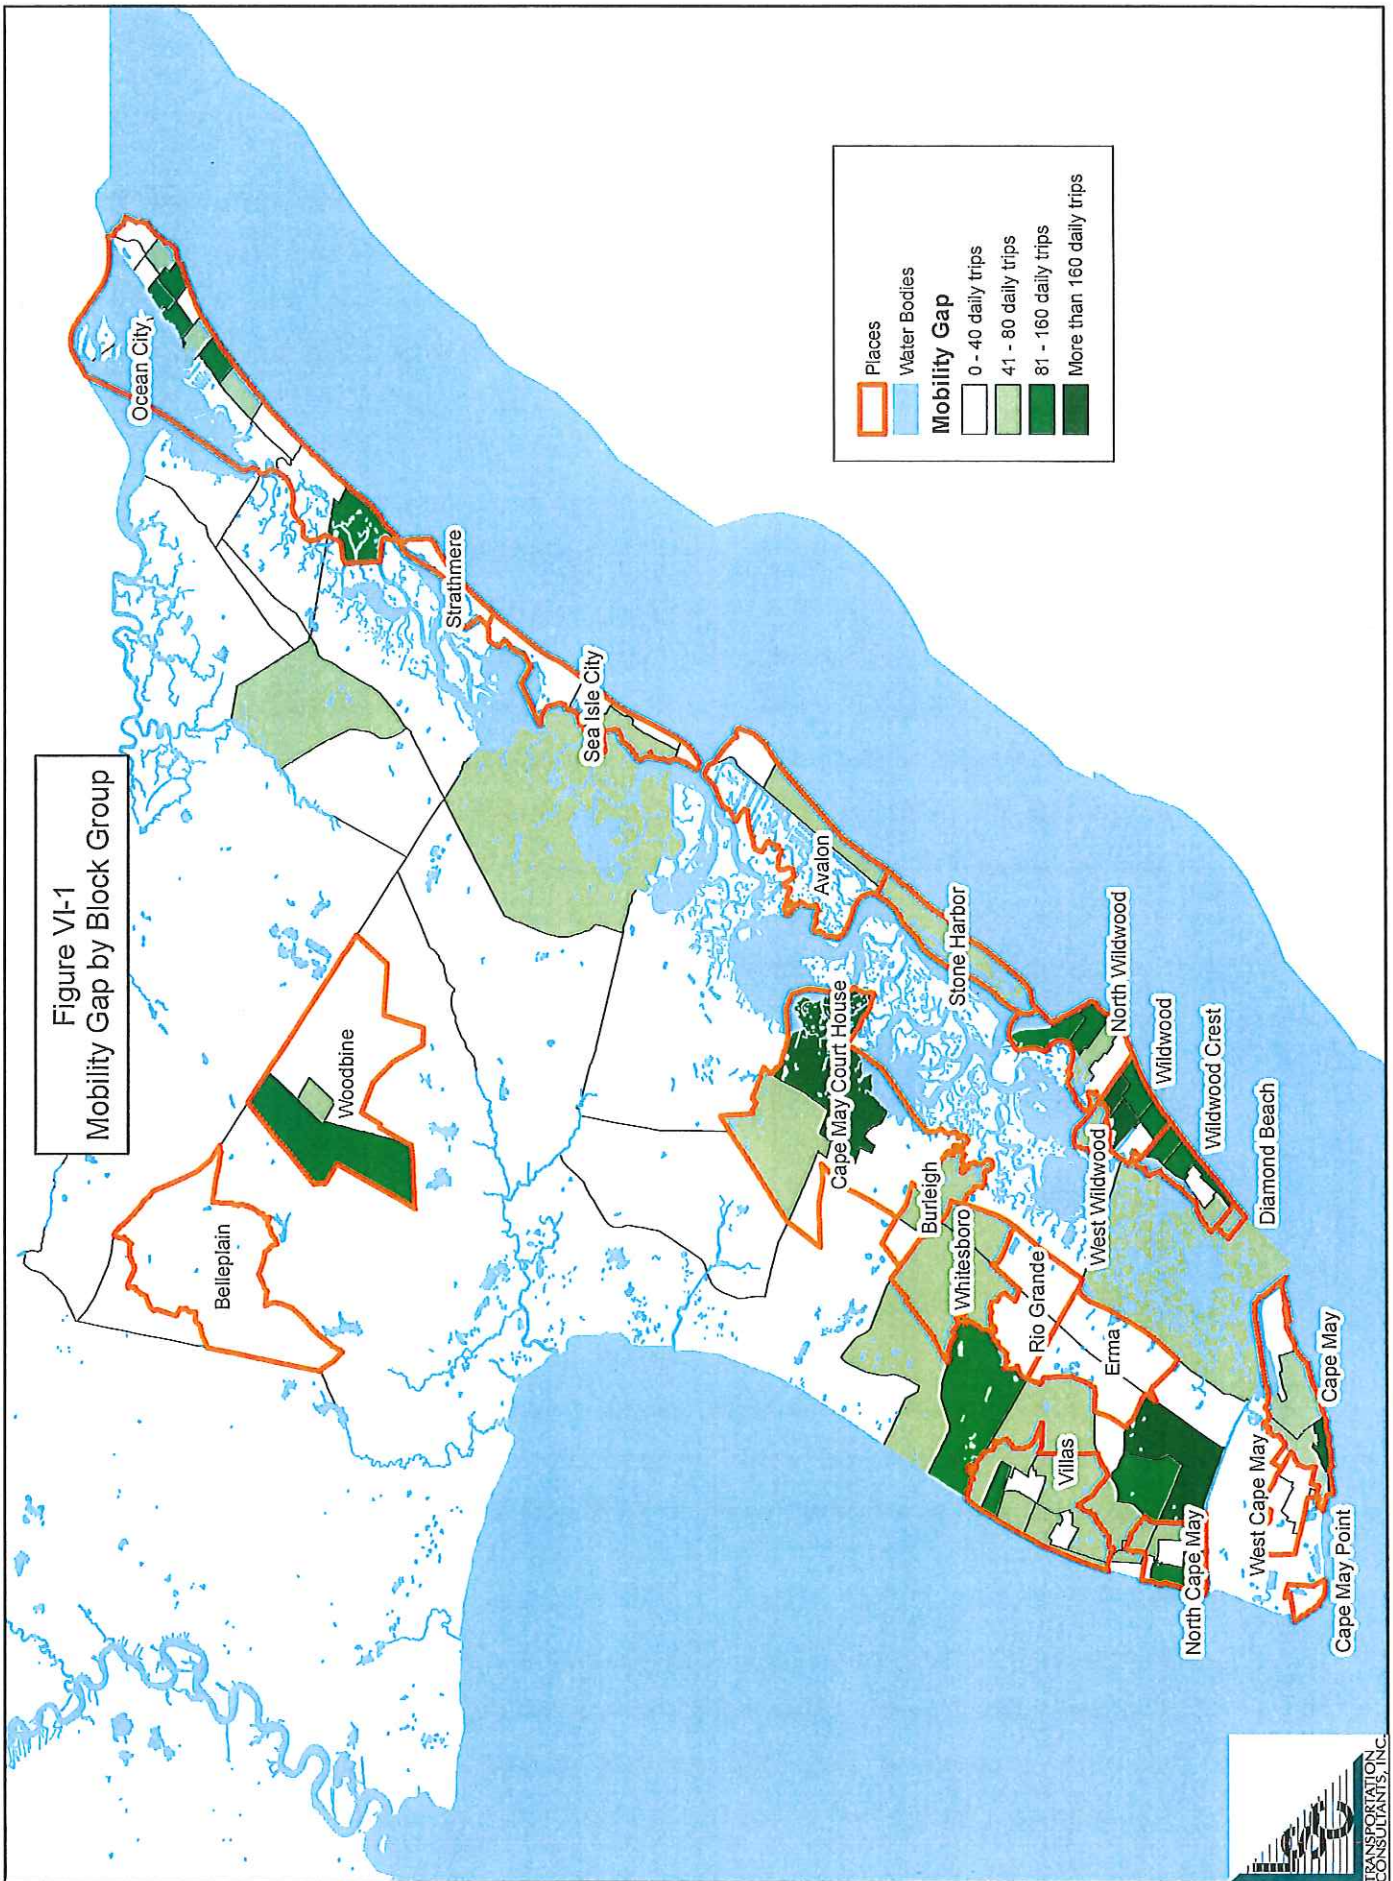 Figure VI-1
Mobility Gap by Block Group
Ocean City
Strathmere
Sea Isle City
Avalon
Stone Harbor
North Wildwood
Wildwood
Wildwood Crest
Diamond Beach
West Wildwood
Woodbine
Belleplain
Cape May Court House
Burleigh
Whitesboro
Rio Grande
Erma
Villas
North Cape May
West Cape May
Cape May
Cape May Point
Places
Water Bodies
Mobility Gap
0 - 40 daily trips
41 - 80 daily trips
81 - 160 daily trips
More than 160 daily trips
LSC
TRANSPORTATION
CONSULTANTS, INC.